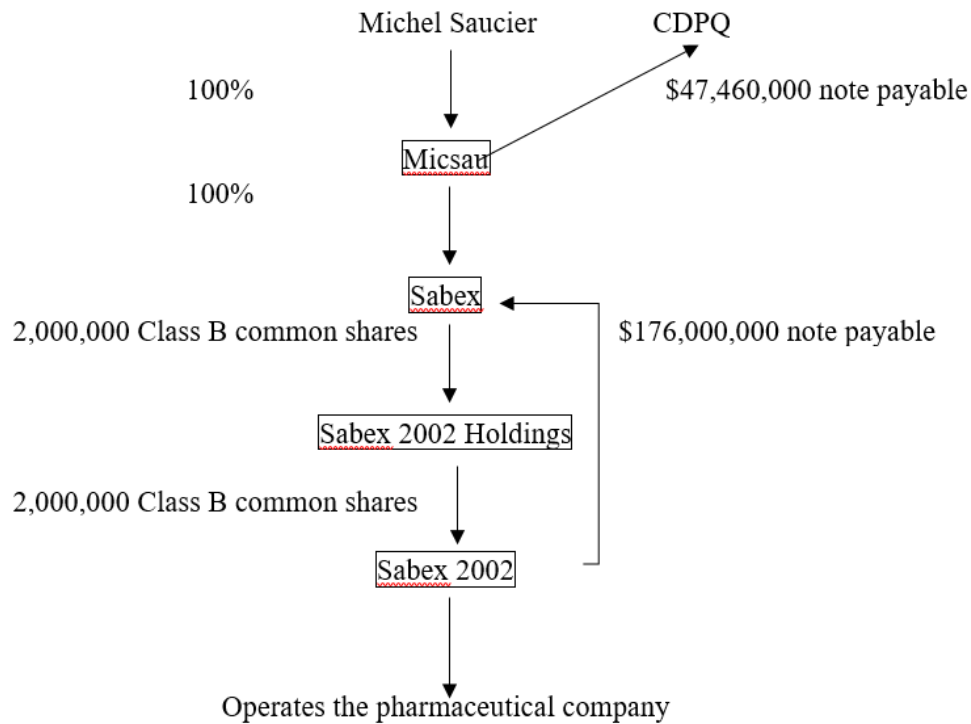 Michel Saucier
CDPQ
100%
$47,460,000 note payable
Micsau
100%
Sabex
2,000,000 Class B common shares
$176,000,000 note payable
Sabex 2002 Holdings
2,000,000 Class B common shares
Sabex 2002
Operates the pharmaceutical company